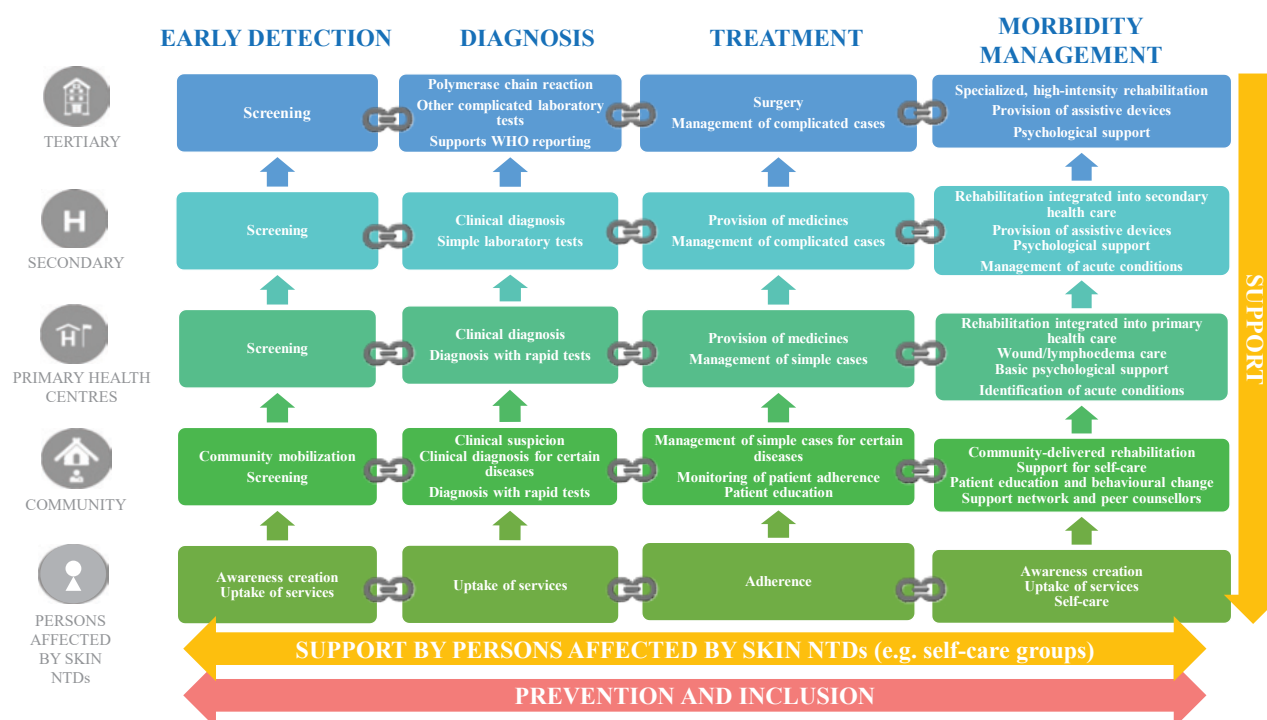 EARLY DETECTION
DIAGNOSIS
TREATMENT
MORBIDITY
MANAGEMENT
TERTIARY
Screening
Polymerase chain reaction
Other complicated laboratory
tests
Supports WHO reporting
Surgery
Management of complicated cases
Specialized, high-intensity rehabilitation
Provision of assistive devices
Psychological support
H
SECONDARY
Screening
Clinical diagnosis
Simple laboratory tests
Provision of medicines
Management of complicated cases
Rehabilitation integrated into secondary
health care
Provision of assistive devices
Psychological support
Management of acute conditions
H
PRIMARY HEALTH
CENTRES
Screening
Clinical diagnosis
Diagnosis with rapid tests
Provision of medicines
Management of simple cases
Rehabilitation integrated into primary
health care
Wound/lymphoedema care
Basic psychological support
Identification of acute conditions
COMMUNITY
Community mobilization
Screening
Clinical suspicion
Clinical diagnosis for certain
diseases
Diagnosis with rapid tests
Management of simple cases for certain
diseases
Monitoring of patient adherence
Patient education
Community-delivered rehabilitation
Support for self-care
Patient education and behavioural change
Support network and peer counsellors
PERSONS
AFFECTED
BY SKIN
NTDs
Awareness creation
Uptake of services
Uptake of services
Adherence
Awareness creation
Uptake of services
Self-care
SUPPORT
SUPPORT BY PERSONS AFFECTED BY SKIN NTDs (e.g. self-care groups)
PREVENTION AND INCLUSION